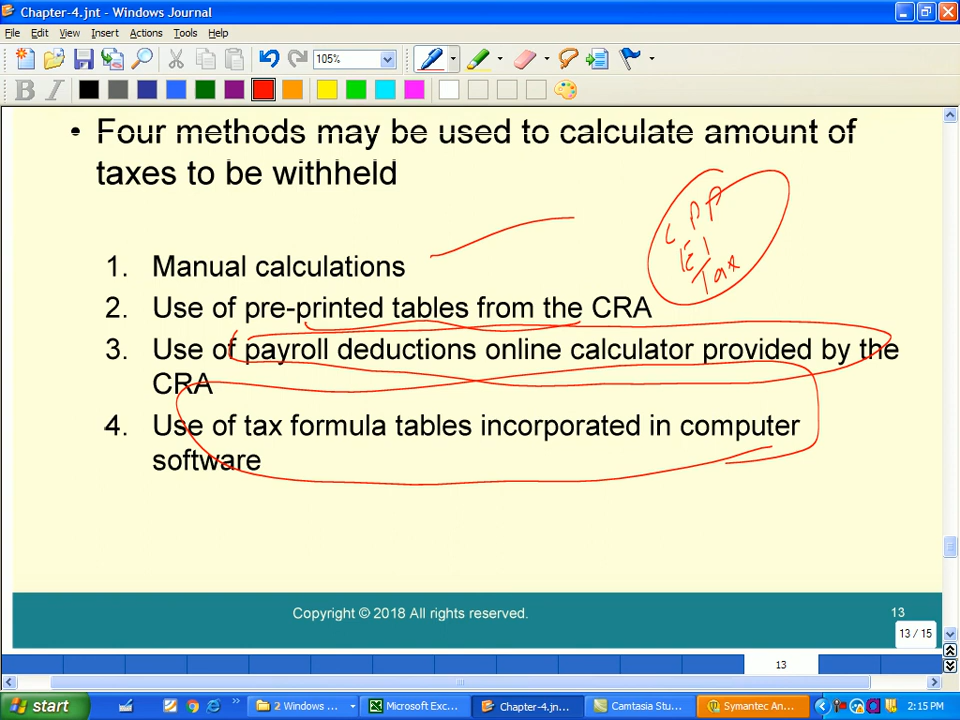 Chapter-4.jnt - Windows Journal
File Edit View Insert Actions Tools Help
105%
B I
• Four methods may be used to calculate amount of
taxes to be withheld
CPP
EI
Tax
1. Manual calculations
2. Use of pre-printed tables from the CRA
3. Use of payroll deductions online calculator provided by the
CRA
4. Use of tax formula tables incorporated in computer
software
Copyright © 2018 All rights reserved.
13
13 / 15
13
start
2 Windows ...
Microsoft Exc...
Chapter-4.jn...
Camtasia Stu...
Symantec An...
2:15 PM